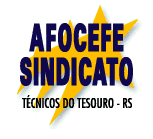 AFOCEFE
SINDICATO
TÉCNICOS DO TESOURO - RS